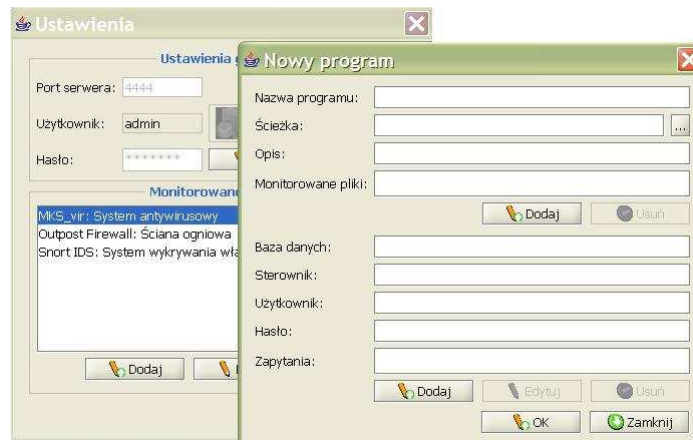 Ustawienia
Ustawienia
Port serwera: 4444
Użytkownik: admin
Hasło: *******
Monitorowane
MKS_vir: System antywirusowy
Outpost Firewall: Ściana ogniowa
Snort IDS: System wykrywania
Dodaj
Nowy program
Nazwa programu:
Ścieżka:
...
Opis:
Monitorowane pliki:
Dodaj Usuń
Baza danych:
Sterownik:
Użytkownik:
Hasło:
Zapytania:
Dodaj Edytuj Usuń
OK Zamknij